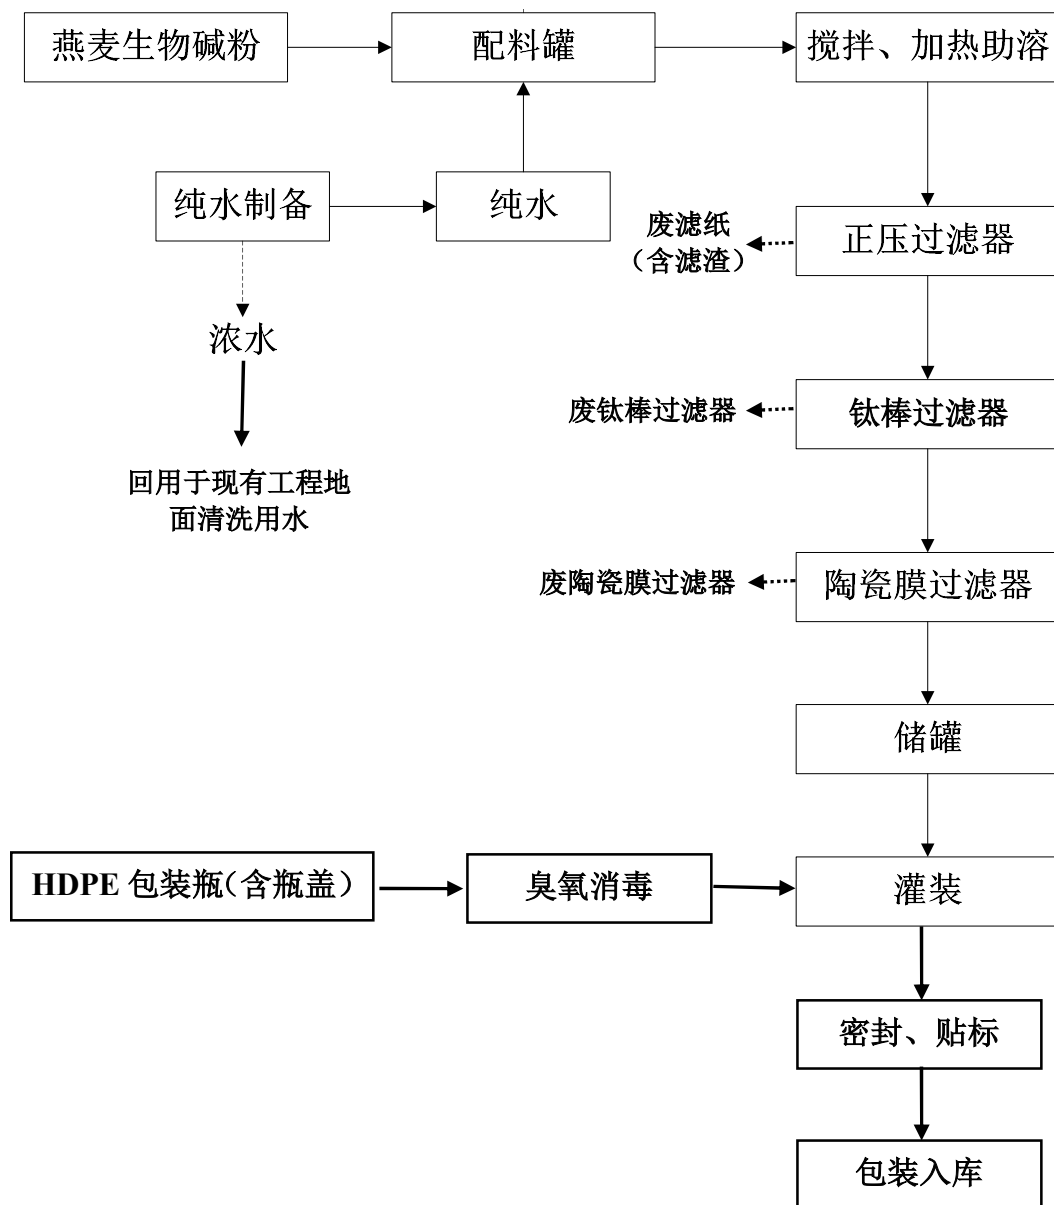 燕麦生物碱粉
配料罐
搅拌、加热助溶
纯水制备
纯水
废滤纸
（含滤渣）
正压过滤器
浓水
废钛棒过滤器
钛棒过滤器
回用于现有工程地
面清洗用水
废陶瓷膜过滤器
陶瓷膜过滤器
储罐
HDPE 包装瓶（含瓶盖）
臭氧消毒
灌装
密封、贴标
包装入库